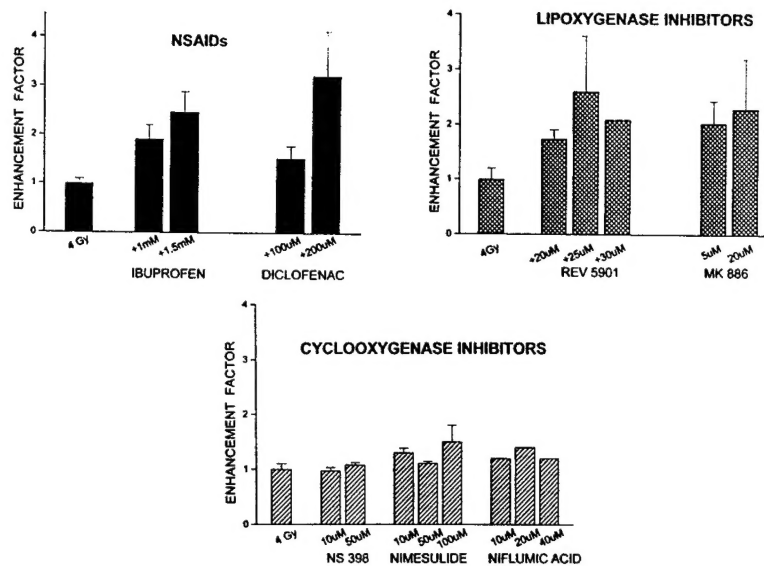 NSAIDs
ENHANCEMENT FACTOR
4
3
2
1
0
4 Gy
+1mM
+1.5mM
+100uM
+200uM
IBUPROFEN
DICLOFENAC
LIPOXYGENASE INHIBITORS
ENHANCEMENT FACTOR
4
3
2
1
0
4Gy
+20uM
+25uM
+30uM
5uM
20uM
REV 5901
MK 886
CYCLOOXYGENASE INHIBITORS
ENHANCEMENT FACTOR
4
3
2
1
0
4 Gy
10uM
50uM
10uM
50uM
100uM
10uM
20uM
40uM
NS 398
NIMESULIDE
NIFLUMIC ACID